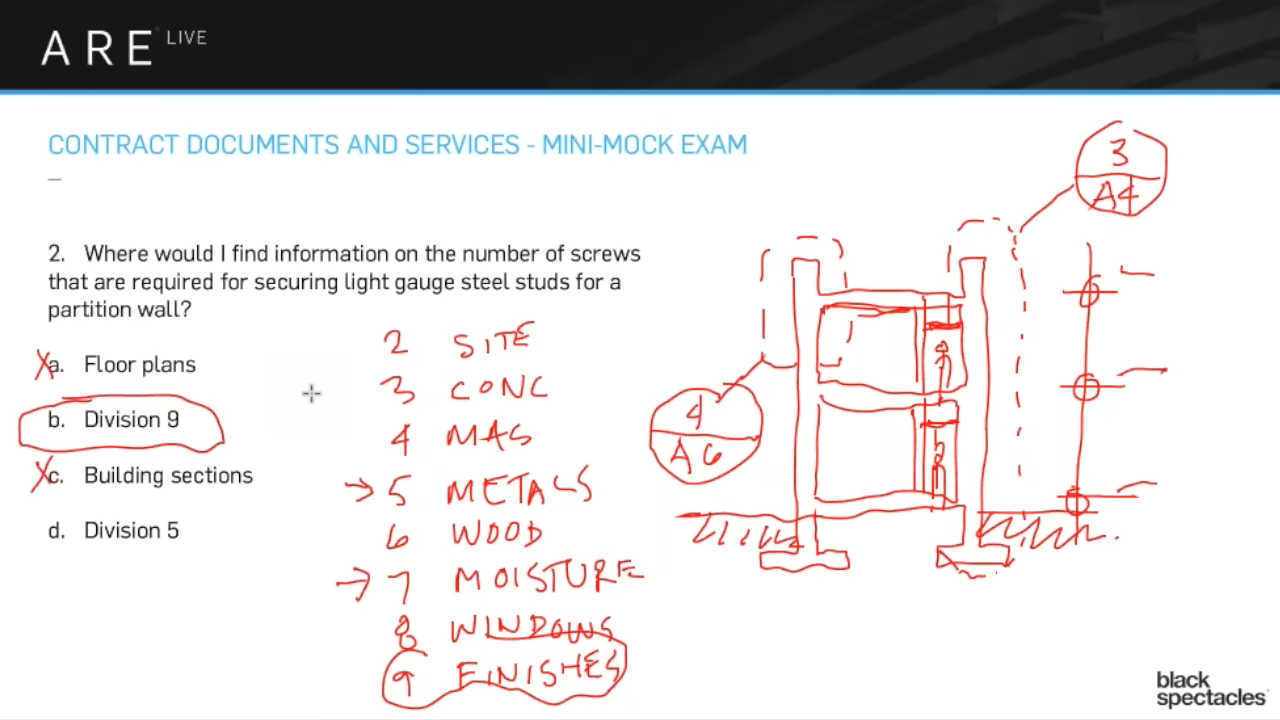 ARE LIVE
CONTRACT DOCUMENTS AND SERVICES - MINI-MOCK EXAM
2. Where would I find information on the number of screws
that are required for securing light gauge steel studs for a
partition wall?
a. Floor plans
b. Division 9
c. Building sections
d. Division 5
2 SITE
3 CONC
4 MAS
5 METALS
6 WOOD
7 MOISTURE
8 WINDOWS
9 FINISHES
3
A4
4
A6
black
spectacles